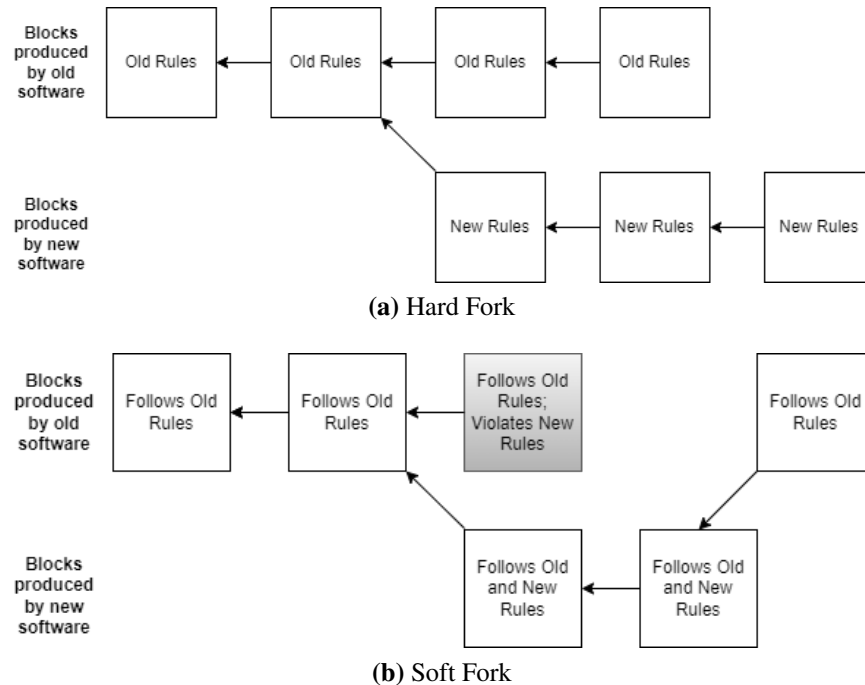 Blocks
produced
by old
software
Old Rules
Old Rules
Old Rules
Old Rules
Blocks
produced
by new
software
New Rules
New Rules
New Rules
(a) Hard Fork
Blocks
produced
by old
software
Follows Old
Rules
Follows Old
Rules
Follows Old
Rules;
Violates New
Rules
Follows Old
Rules
Blocks
produced
by new
software
Follows Old
and New
Rules
Follows Old
and New
Rules
(b) Soft Fork